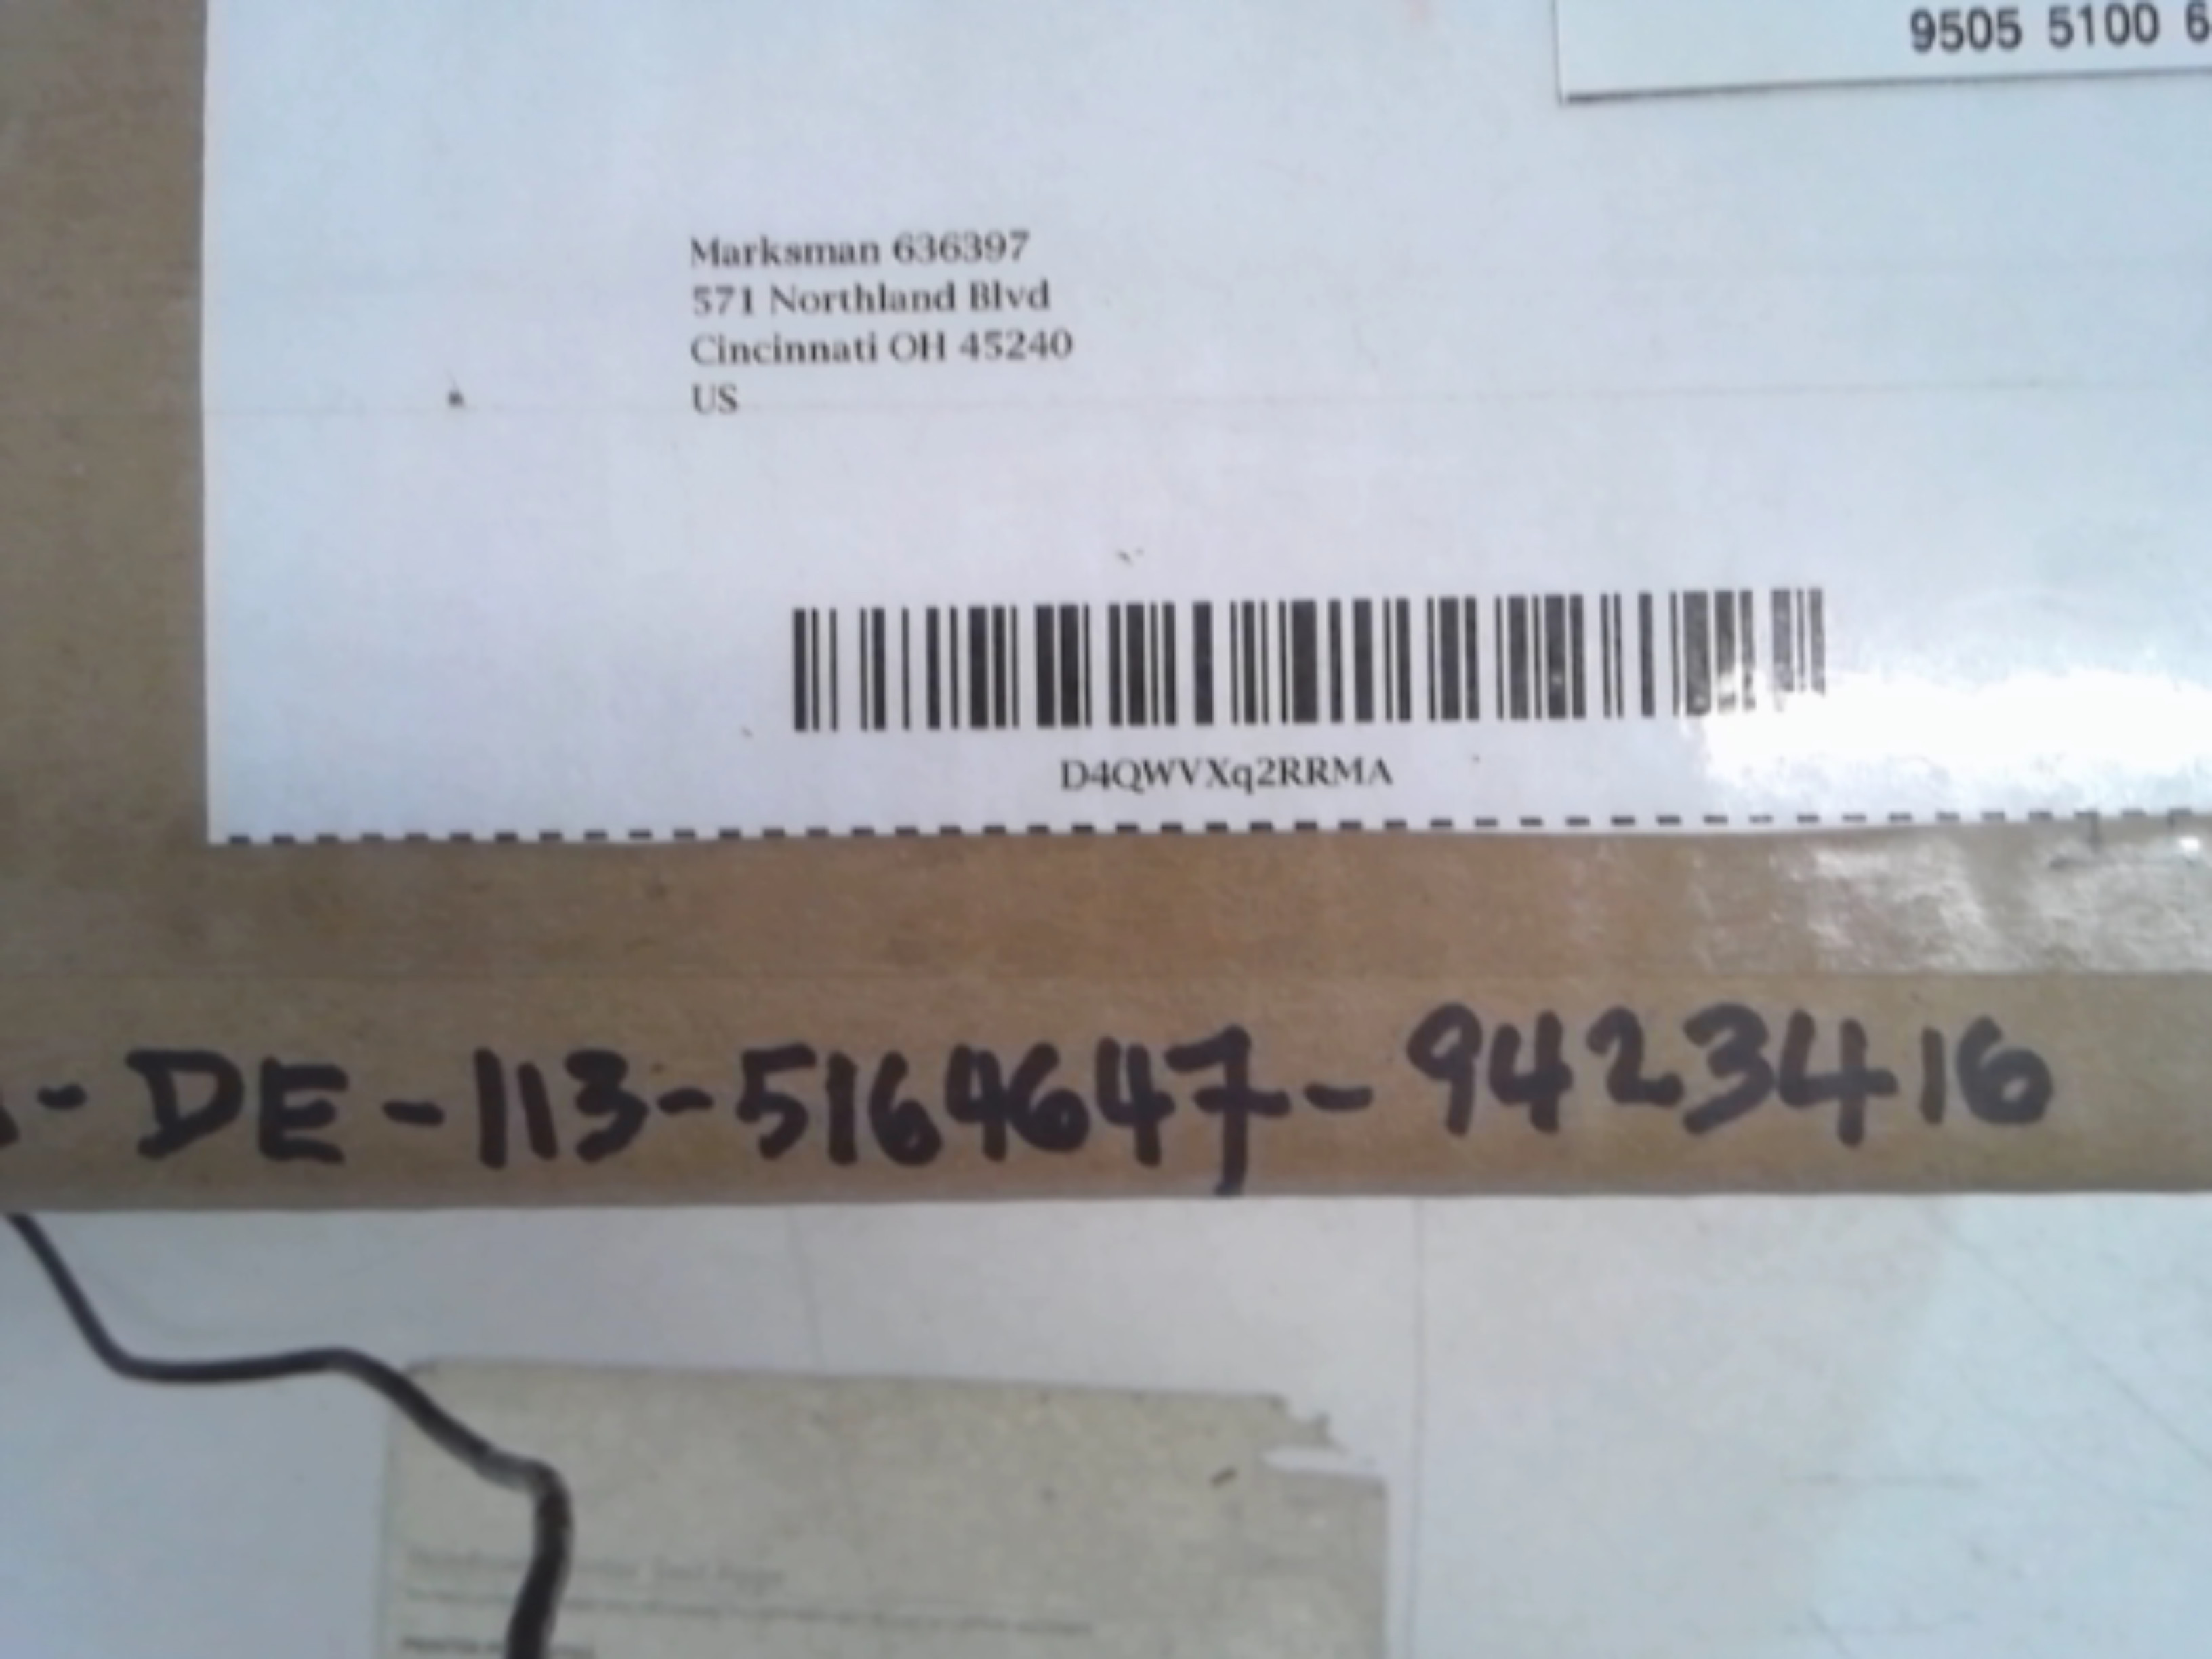 9505 5100 6
Marksman 636397
571 Northland Blvd
Cincinnati OH 45240
US
D4QWVXq2RRMA
- DE - 113 - 5164647 - 9423416